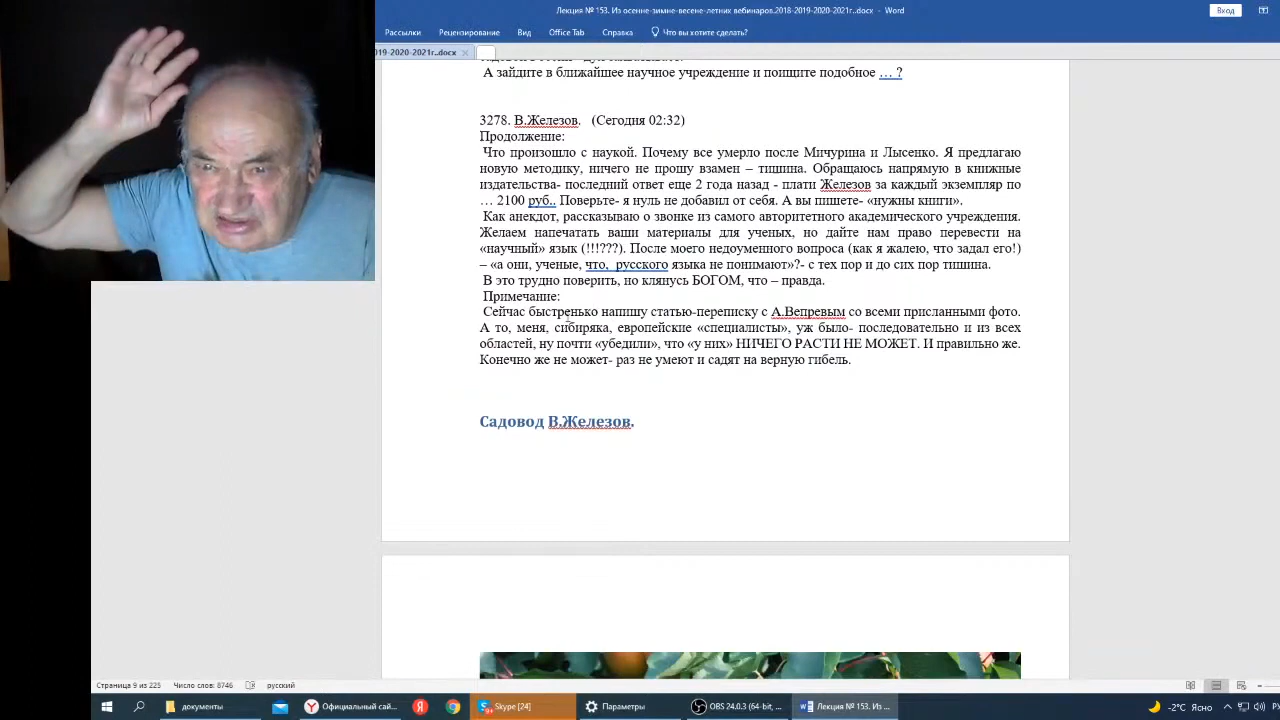 Лекция № 153. Из осенне-зимне-весене-летних вебинаров.2018-2019-2020-2021г..docx - Word
Вход
Рассылки Рецензирование Вид Office Tab Справка Что вы хотите сделать?
019-2020-2021г..docx
А зайдите в ближайшее научное учреждение и поищите подобное … ?
3278. В.Железов. (Сегодня 02:32)
Продолжение:
Что произошло с наукой. Почему все умерло после Мичурина и Лысенко. Я предлагаю
новую методику, ничего не прошу взамен – тишина. Обращаюсь напрямую в книжные
издательства- последний ответ еще 2 года назад - плати Железов за каждый экземпляр по
… 2100 руб.. Поверьте- я нуль не добавил от себя. А вы пишете- «нужны книги».
Как анекдот, рассказываю о звонке из самого авторитетного академического учреждения.
Желаем напечатать ваши материалы для ученых, но дайте нам право перевести на
«научный» язык (!!!???). После моего недоуменного вопроса (как я жалею, что задал его!)
– «а они, ученые, что, русского языка не понимают»?- с тех пор и до сих пор тишина.
В это трудно поверить, но клянусь БОГОМ, что – правда.
Примечание:
Сейчас быстренько напишу статью-переписку с А.Вепревым со всеми присланными фото.
А то, меня, сибиряка, европейские «специалисты», уж было- последовательно и из всех
областей, ну почти «убедили», что «у них» НИЧЕГО РАСТИ НЕ МОЖЕТ. И правильно же.
Конечно же не может- раз не умеют и садят на верную гибель.
Садовод В.Железов.
Страница 9 из 225 Число слов: 8746 русский
документы Официальный сай... Skype [24] Параметры OBS 24.0.3 (64-bit, ... Лекция № 153. Из ... -2°C Ясно